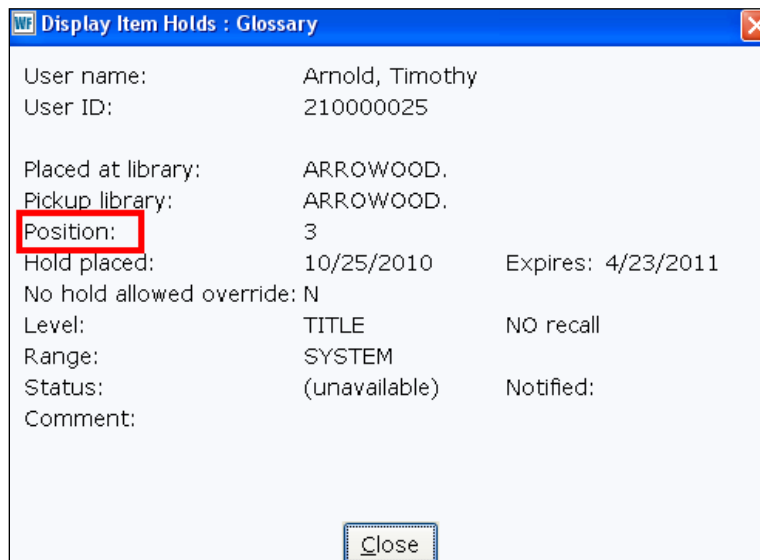 WF Display Item Holds : Glossary
User name: Arnold, Timothy
User ID: 210000025
Placed at library: ARROWOOD.
Pickup library: ARROWOOD.
Position: 3
Hold placed: 10/25/2010 Expires: 4/23/2011
No hold allowed override: N
Level: TITLE NO recall
Range: SYSTEM
Status: (unavailable) Notified:
Comment:
Close